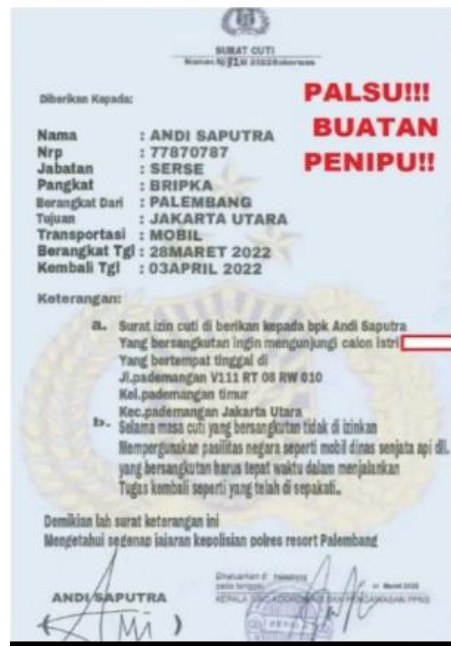 SURAT CUTI
Diberikan Kepada:
PALSU!!!
BUATAN
PENIPU!!
Nama : ANDI SAPUTRA
Nrp : 77870787
Jabatan : SERSE
Pangkat : BRIPKA
Berangkat Dari : PALEMBANG
Tujuan : JAKARTA UTARA
Transportasi : MOBIL
Berangkat Tgl : 28MARET 2022
Kembali Tgl : 03APRIL 2022
Keterangan:
a. Surat izin cuti di berikan kepada bpk Andi Saputra
Yang bersangkutan ingin mengunjungi calon istri
Yang bertempat tinggal di
Jl.pademangan V111 RT 08 RW 010
Kel.pademangan timur
Kec.pademangan Jakarta Utara
b. Selama masa cuti yang bersangkutan tidak di izinkan
Mempergunakan pasilitas negara seperti mobil dinas senjata api dll.
yang bersangkutan harus tepat waktu dalam menjalankan
Tugas kembali seperti yang telah di sepakati..
Demikian lah surat keterangan ini
Mengetahui segenap jajaran kepolisian polres resort Palembang
ANDI SAPUTRA